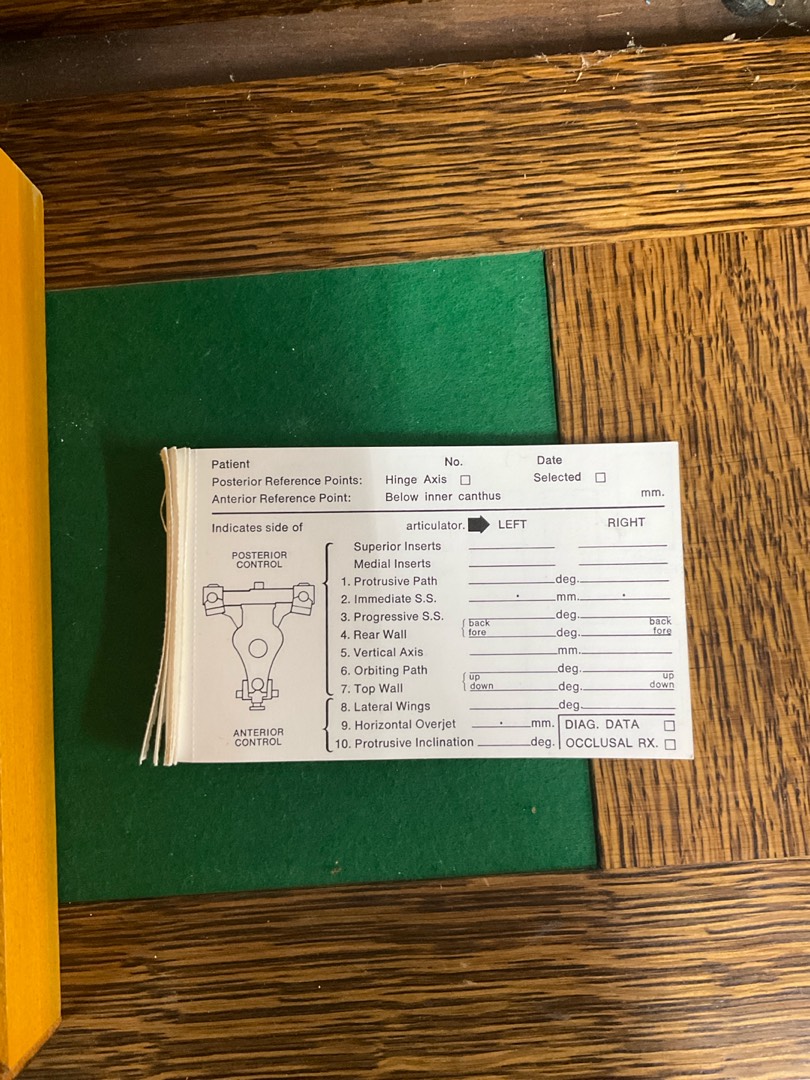 Patient No. Date
Posterior Reference Points: Hinge Axis Selected
Anterior Reference Point: Below inner canthus mm.
Indicates side of articulator. LEFT RIGHT
POSTERIOR
CONTROL
Superior Inserts
Medial Inserts
1. Protrusive Path deg.
2. Immediate S.S. . mm. .
3. Progressive S.S. deg.
back back
4. Rear Wall fore deg. fore
5. Vertical Axis mm.
6. Orbiting Path deg.
up up
7. Top Wall down deg. down
8. Lateral Wings deg.
9. Horizontal Overjet . mm. DIAG. DATA
10. Protrusive Inclination deg. OCCLUSAL RX.
ANTERIOR
CONTROL